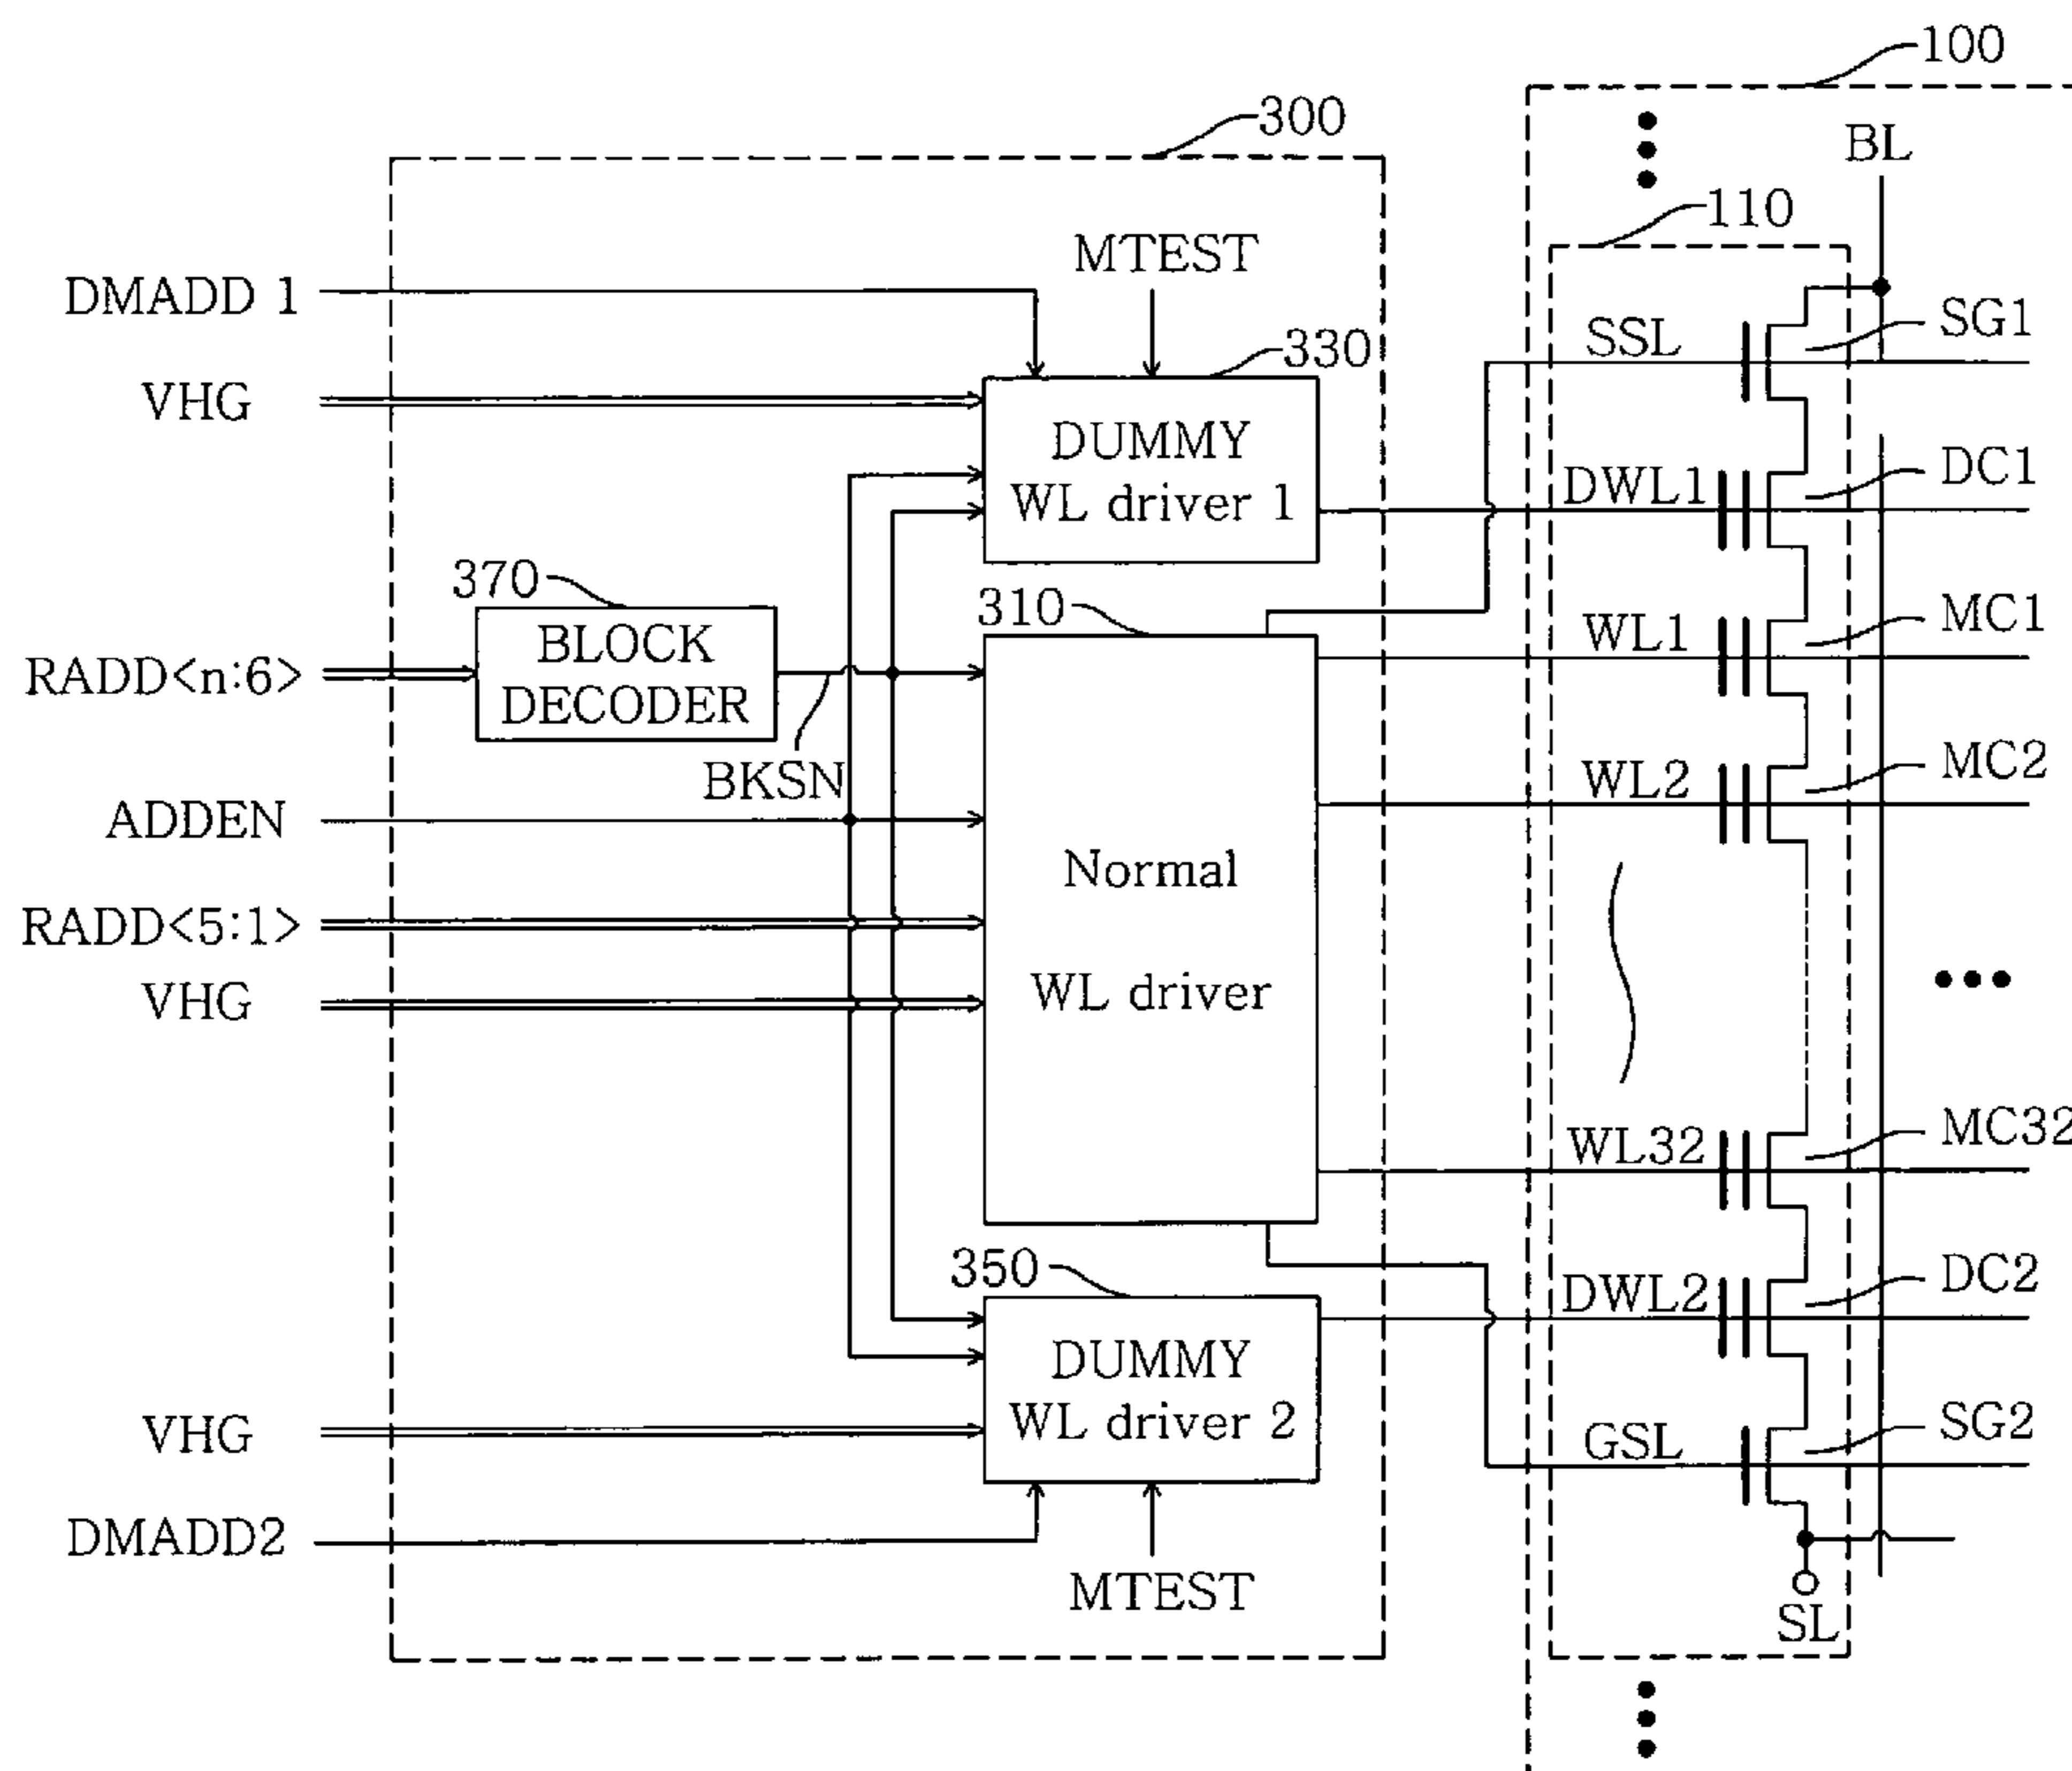 100
300
BL
110
MTEST
DMADD 1
SG1
SSL
330
VHG
DUMMY
WL driver 1
DC1
DWL1
370
310
MC1
WL1
BLOCK
DECODER
RADD<n:6>
BKSN
MC2
WL2
ADDEN
Normal
WL driver
RADD<5:1>
VHG
MC32
WL32
350
DC2
DWL2
DUMMY
WL driver 2
VHG
SG2
GSL
DMADD2
MTEST
SL